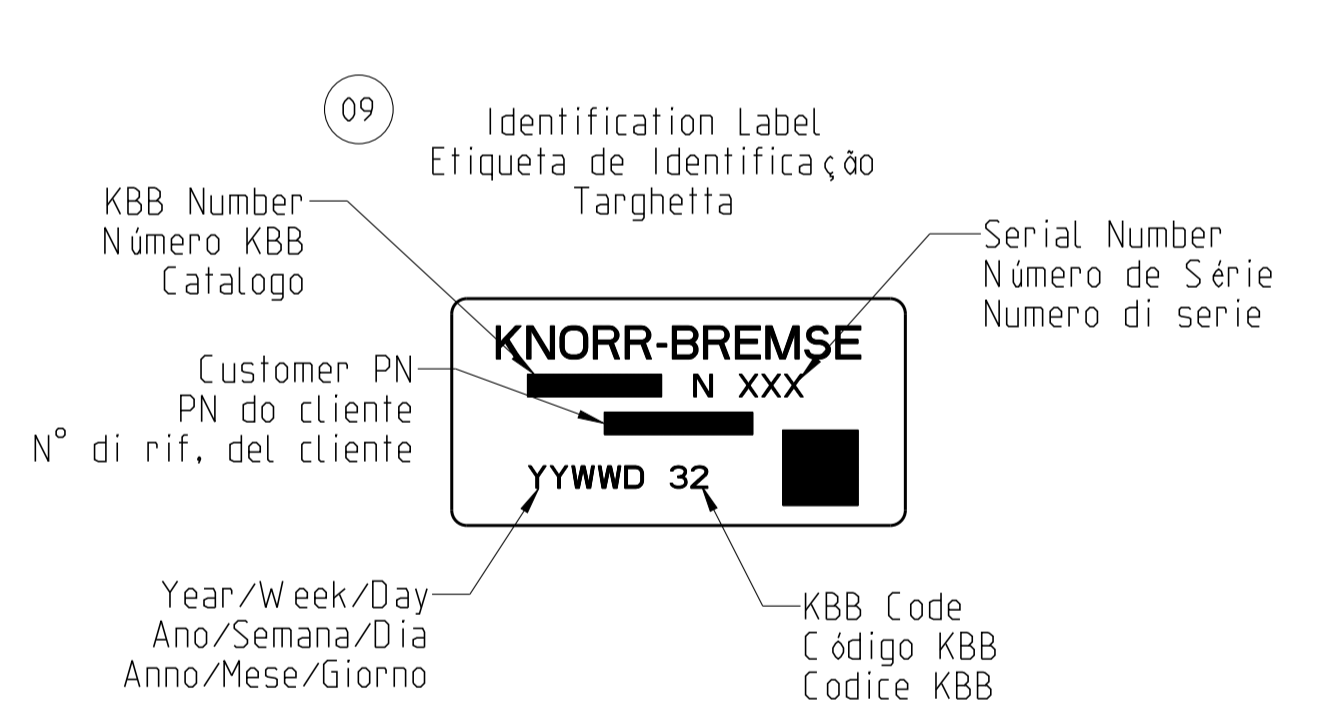 09
Identification Label
Etiqueta de Identificação
Targhetta
KBB Number
Número KBB
Catalogo
Serial Number
Número de Série
Numero di serie
KNORR-BREMSE
N XXX
Customer PN
PN do cliente
N° di rif. del cliente
YYWWD 32
Year/Week/Day
Ano/Semana/Dia
Anno/Mese/Giorno
KBB Code
Código KBB
Codice KBB